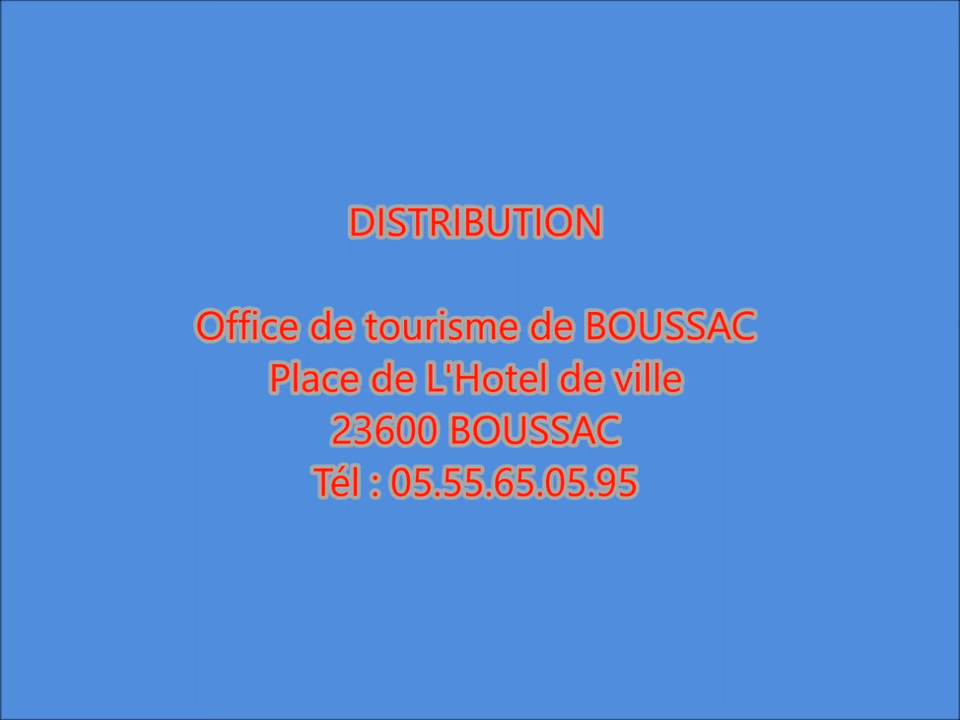 DISTRIBUTION
Office de tourisme de BOUSSAC
Place de L'Hotel de ville
23600 BOUSSAC
Tél : 05.55.65.05.95